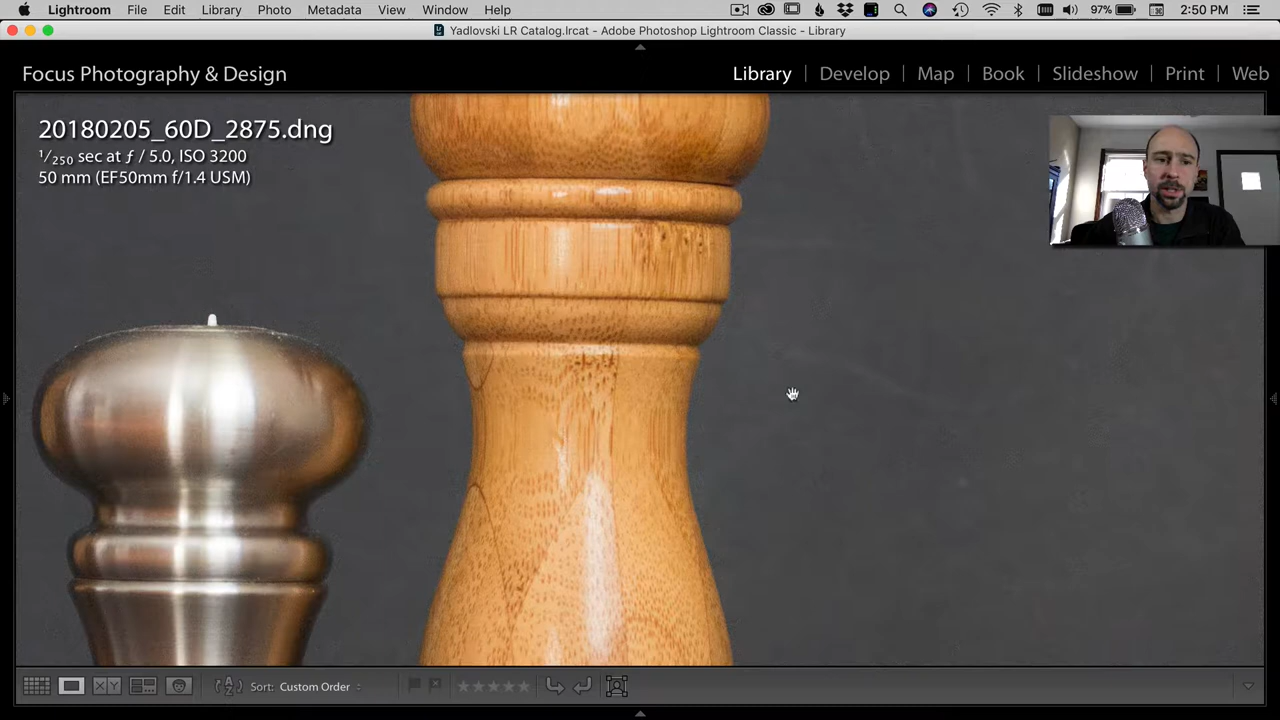 Lightroom File Edit Library Photo Metadata View Window Help 97% 2:50 PM
Yadlovski LR Catalog.lrcat - Adobe Photoshop Lightroom Classic - Library
Focus Photography & Design Library | Develop | Map | Book | Slideshow | Print | Web
20180205_60D_2875.dng
1/250 sec at ƒ / 5.0, ISO 3200
50 mm (EF50mm f/1.4 USM)
Sort: Custom Order